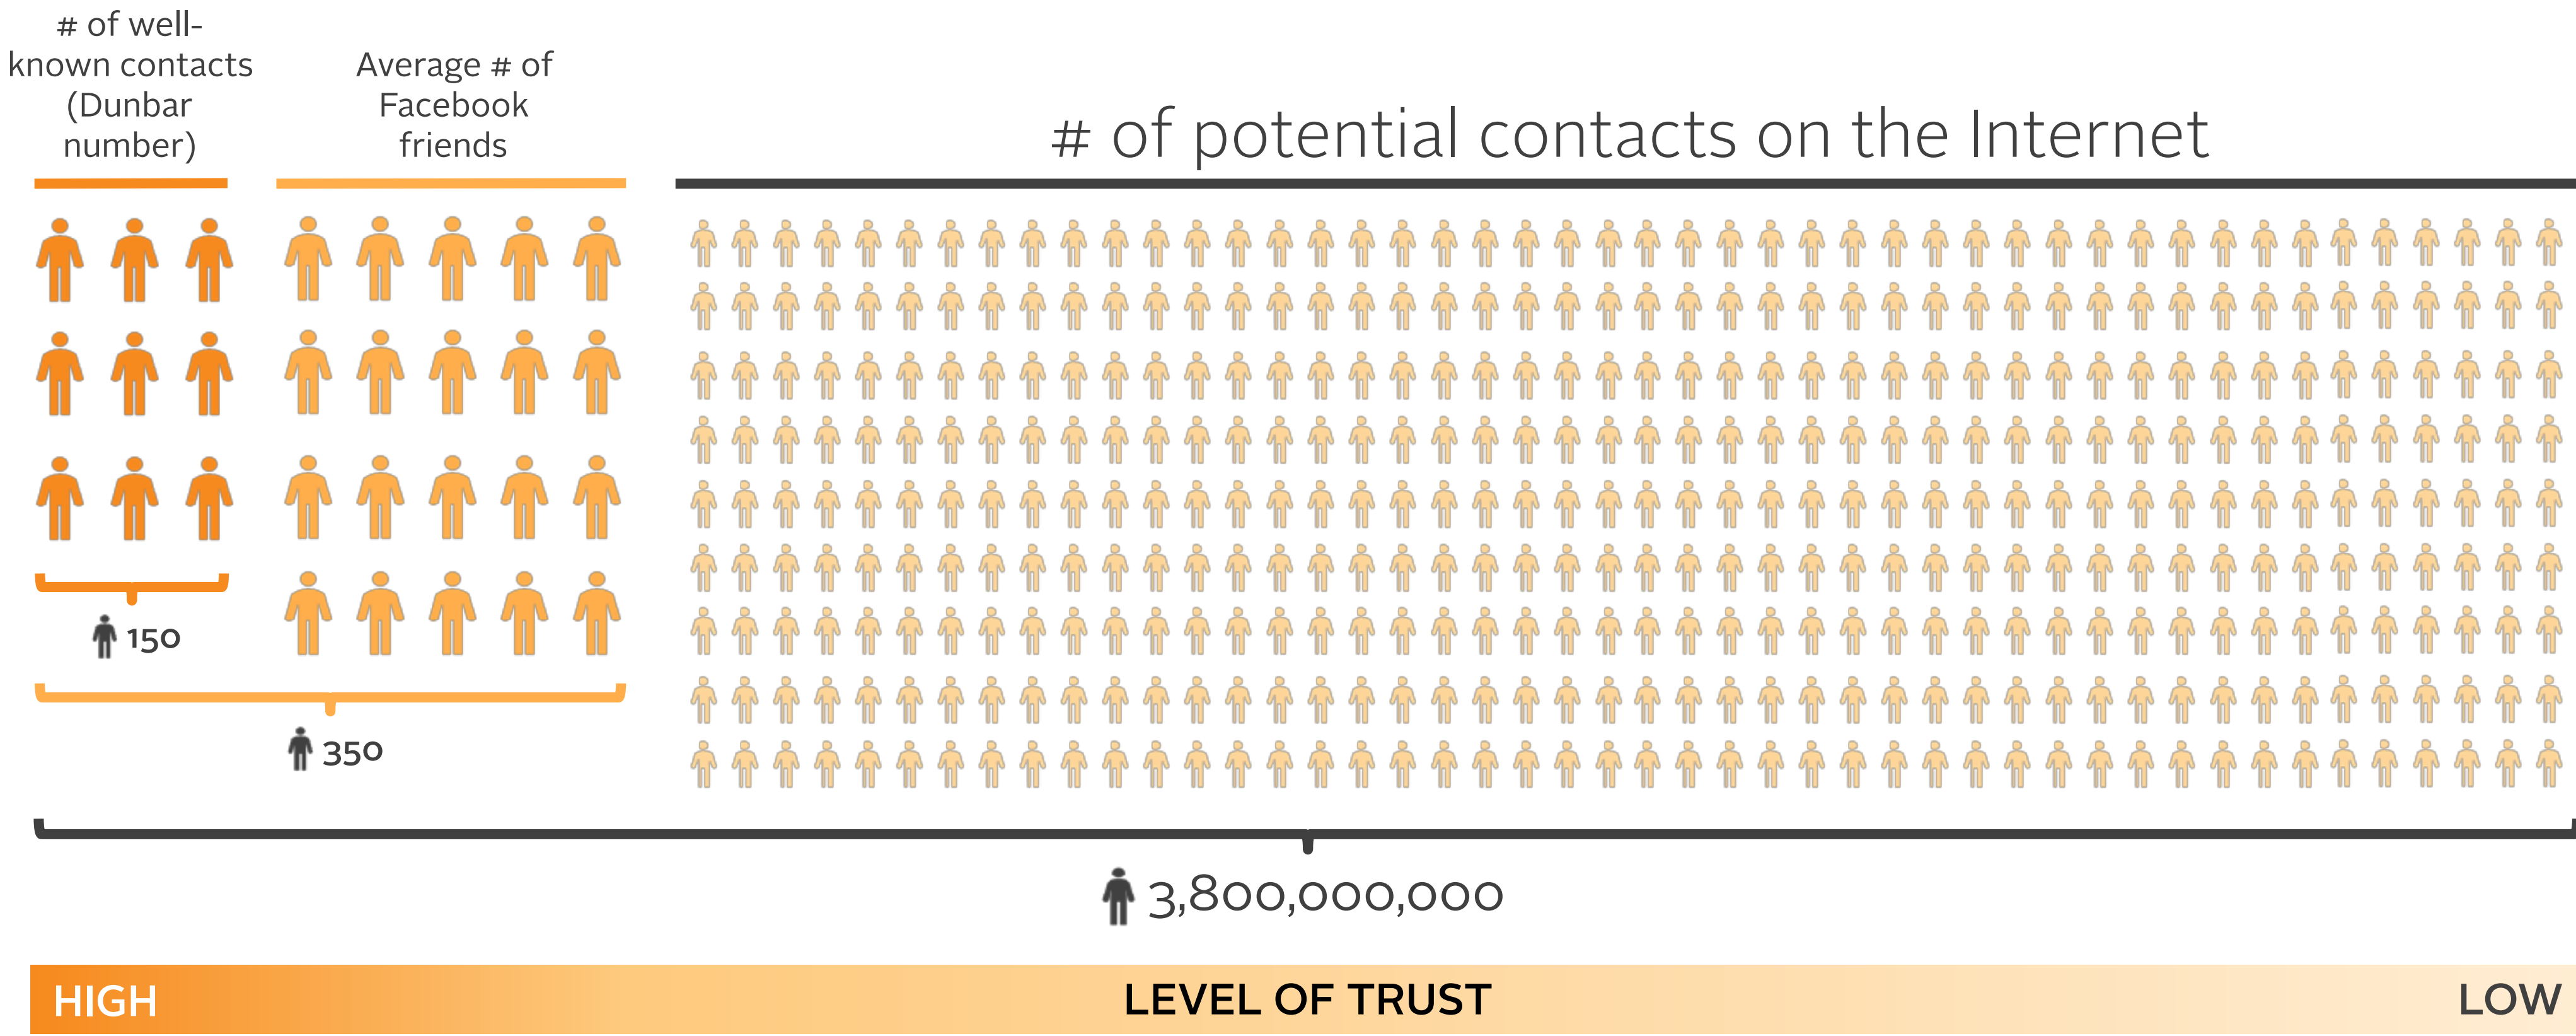 # of well-
known contacts
(Dunbar
number)
Average # of
Facebook
friends
# of potential contacts on the Internet
150
350
3,800,000,000
HIGH
LEVEL OF TRUST
LOW